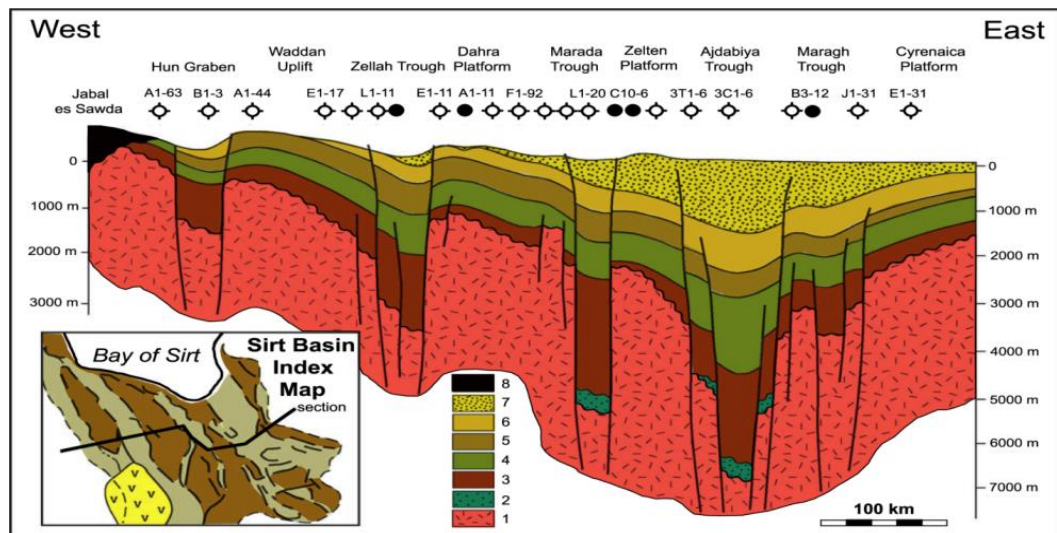 West
East
Waddan Uplift
Dahra Platform
Marada Trough
Zelten Platform
Ajdabiya Trough
Maragh Trough
Cyrenaica Platform
Hun Graben
Zellah Trough
Jabal es Sawda
A1-63 B1-3 A1-44 E1-17 L1-11 E1-11 A1-11 F1-92 L1-20 C10-6 3T1-6 3C1-6 B3-12 J1-31 E1-31
0
1000 m
2000 m
3000 m
0
1000 m
2000 m
3000 m
4000 m
5000 m
6000 m
7000 m
Bay of Sirt
Sirt Basin
Index
Map
section
8
7
6
5
4
3
2
1
100 km